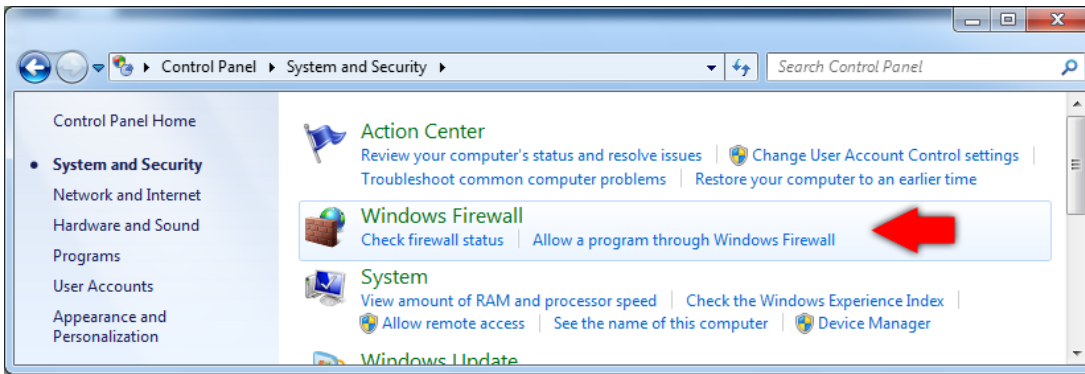 Control Panel System and Security Search Control Panel
Control Panel Home
System and Security
Network and Internet
Hardware and Sound
Programs
User Accounts
Appearance and
Personalization
Action Center
Review your computer's status and resolve issues Change User Account Control settings
Troubleshoot common computer problems Restore your computer to an earlier time
Windows Firewall
Check firewall status Allow a program through Windows Firewall
System
View amount of RAM and processor speed Check the Windows Experience Index
Allow remote access See the name of this computer Device Manager
Windows Update